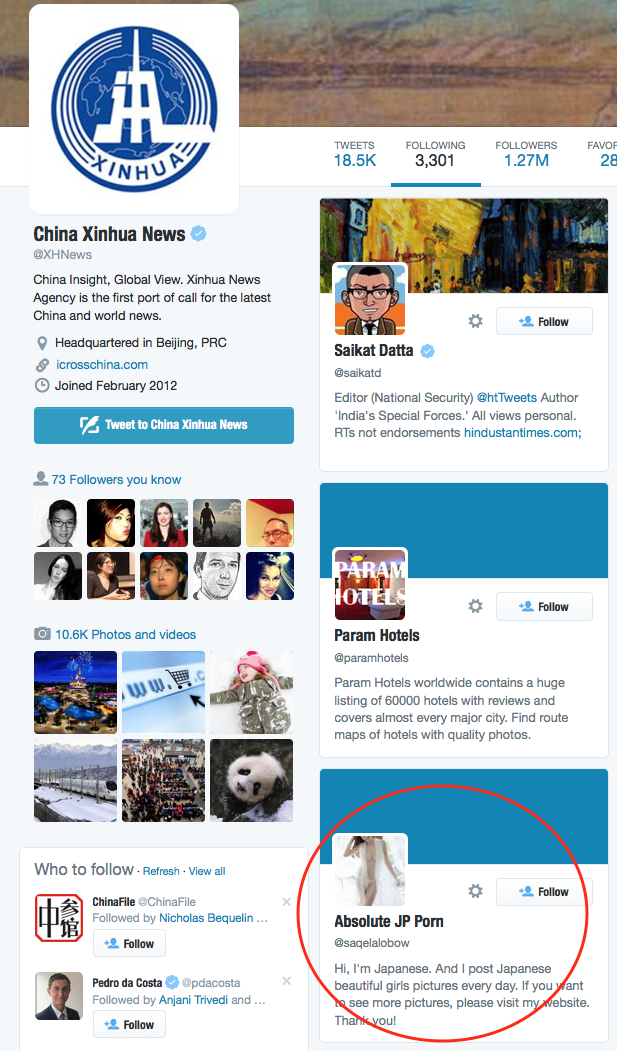 XINHUA
TWEETS
18.5K
FOLLOWING
3,301
FOLLOWERS
1.27M
FAVOR
28
China Xinhua News
@XHNews
China Insight, Global View. Xinhua News
Agency is the first port of call for the latest
China and world news.
Headquartered in Beijing, PRC
icrosschina.com
Joined February 2012
Tweet to China Xinhua News
73 Followers you know
10.6K Photos and videos
www.
Who to follow · Refresh · View all
参
中
馆
ChinaFile @ChinaFile
Followed by Nicholas Bequelin ...
Follow
Pedro da Costa @pdacosta
Followed by Anjani Trivedi and ...
Follow
Follow
Saikat Datta
@saikatd
Editor (National Security) @htTweets Author
'India's Special Forces.' All views personal.
RTs not endorsements hindustantimes.com;
PARAM
HOTELS
Follow
Param Hotels
@paramhotels
Param Hotels worldwide contains a huge
listing of 60000 hotels with reviews and
covers almost every major city. Find route
maps of hotels with quality photos.
Follow
Absolute JP Porn
@saqelalobow
Hi, I'm Japanese. And I post Japanese
beautiful girls pictures every day. If you want
to see more pictures, please visit my website.
Thank you!